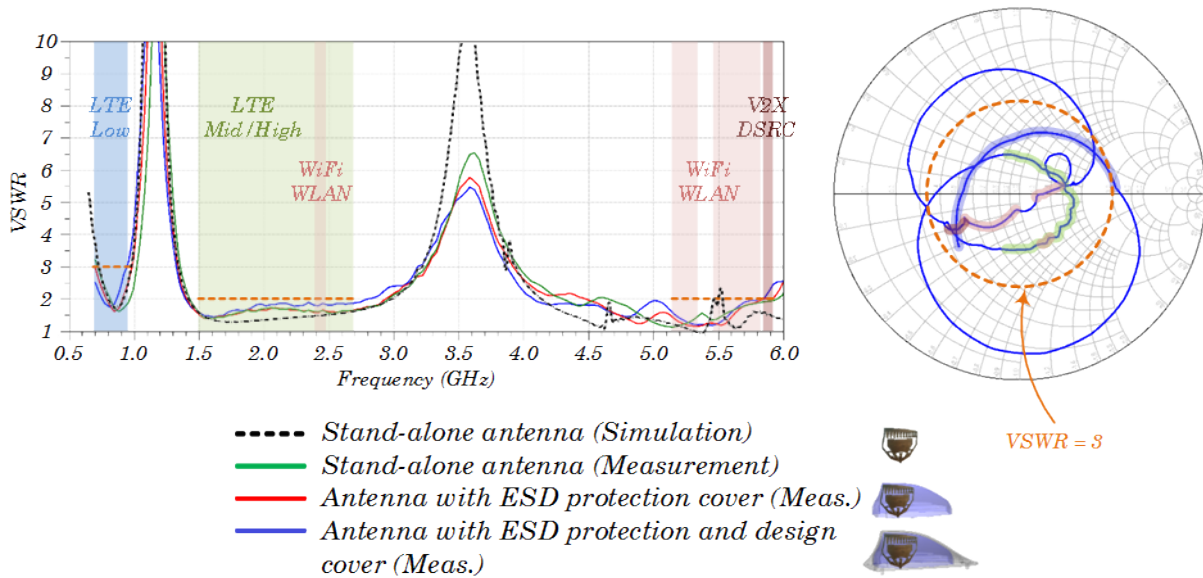 10
9
8
7
6
5
4
3
2
1
VSWR
LTE
Low
LTE
Mid/High
WiFi
WLAN
WiFi
WLAN
V2X
DSRC
0.5 1.0 1.5 2.0 2.5 3.0 3.5 4.0 4.5 5.0 5.5 6.0
Frequency (GHz)
VSWR = 3
Stand-alone antenna (Simulation)
Stand-alone antenna (Measurement)
Antenna with ESD protection cover (Meas.)
Antenna with ESD protection and design
cover (Meas.)